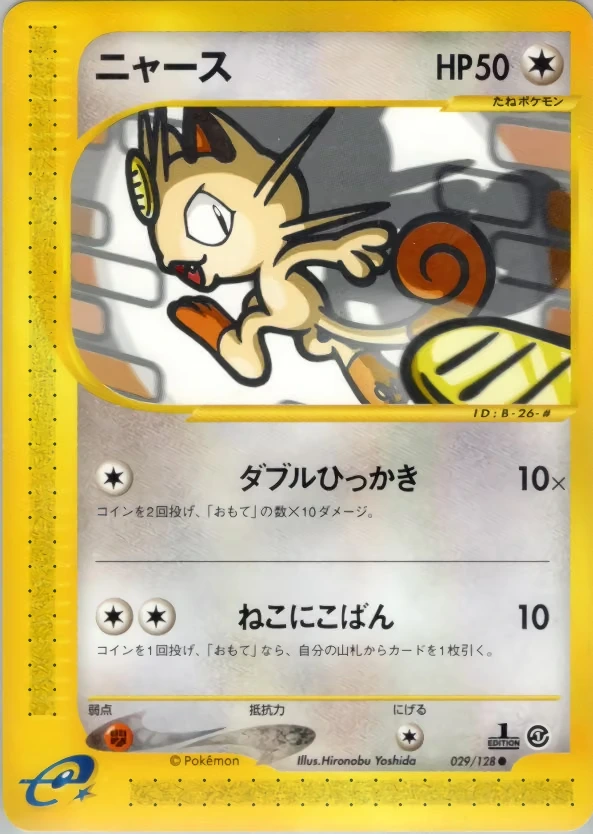 ニャース HP50
たねポケモン
ID:B-26-#
ダブルひっかき 10×
コインを2回投げ、「おもて」の数×10ダメージ。
ねこにこばん 10
コインを1回投げ、「おもて」なら、自分の山札からカードを1枚引く。
弱点 抵抗力 にげる
1
EDITION
© Pokémon Illus.Hironobu Yoshida 029/128 ●
e